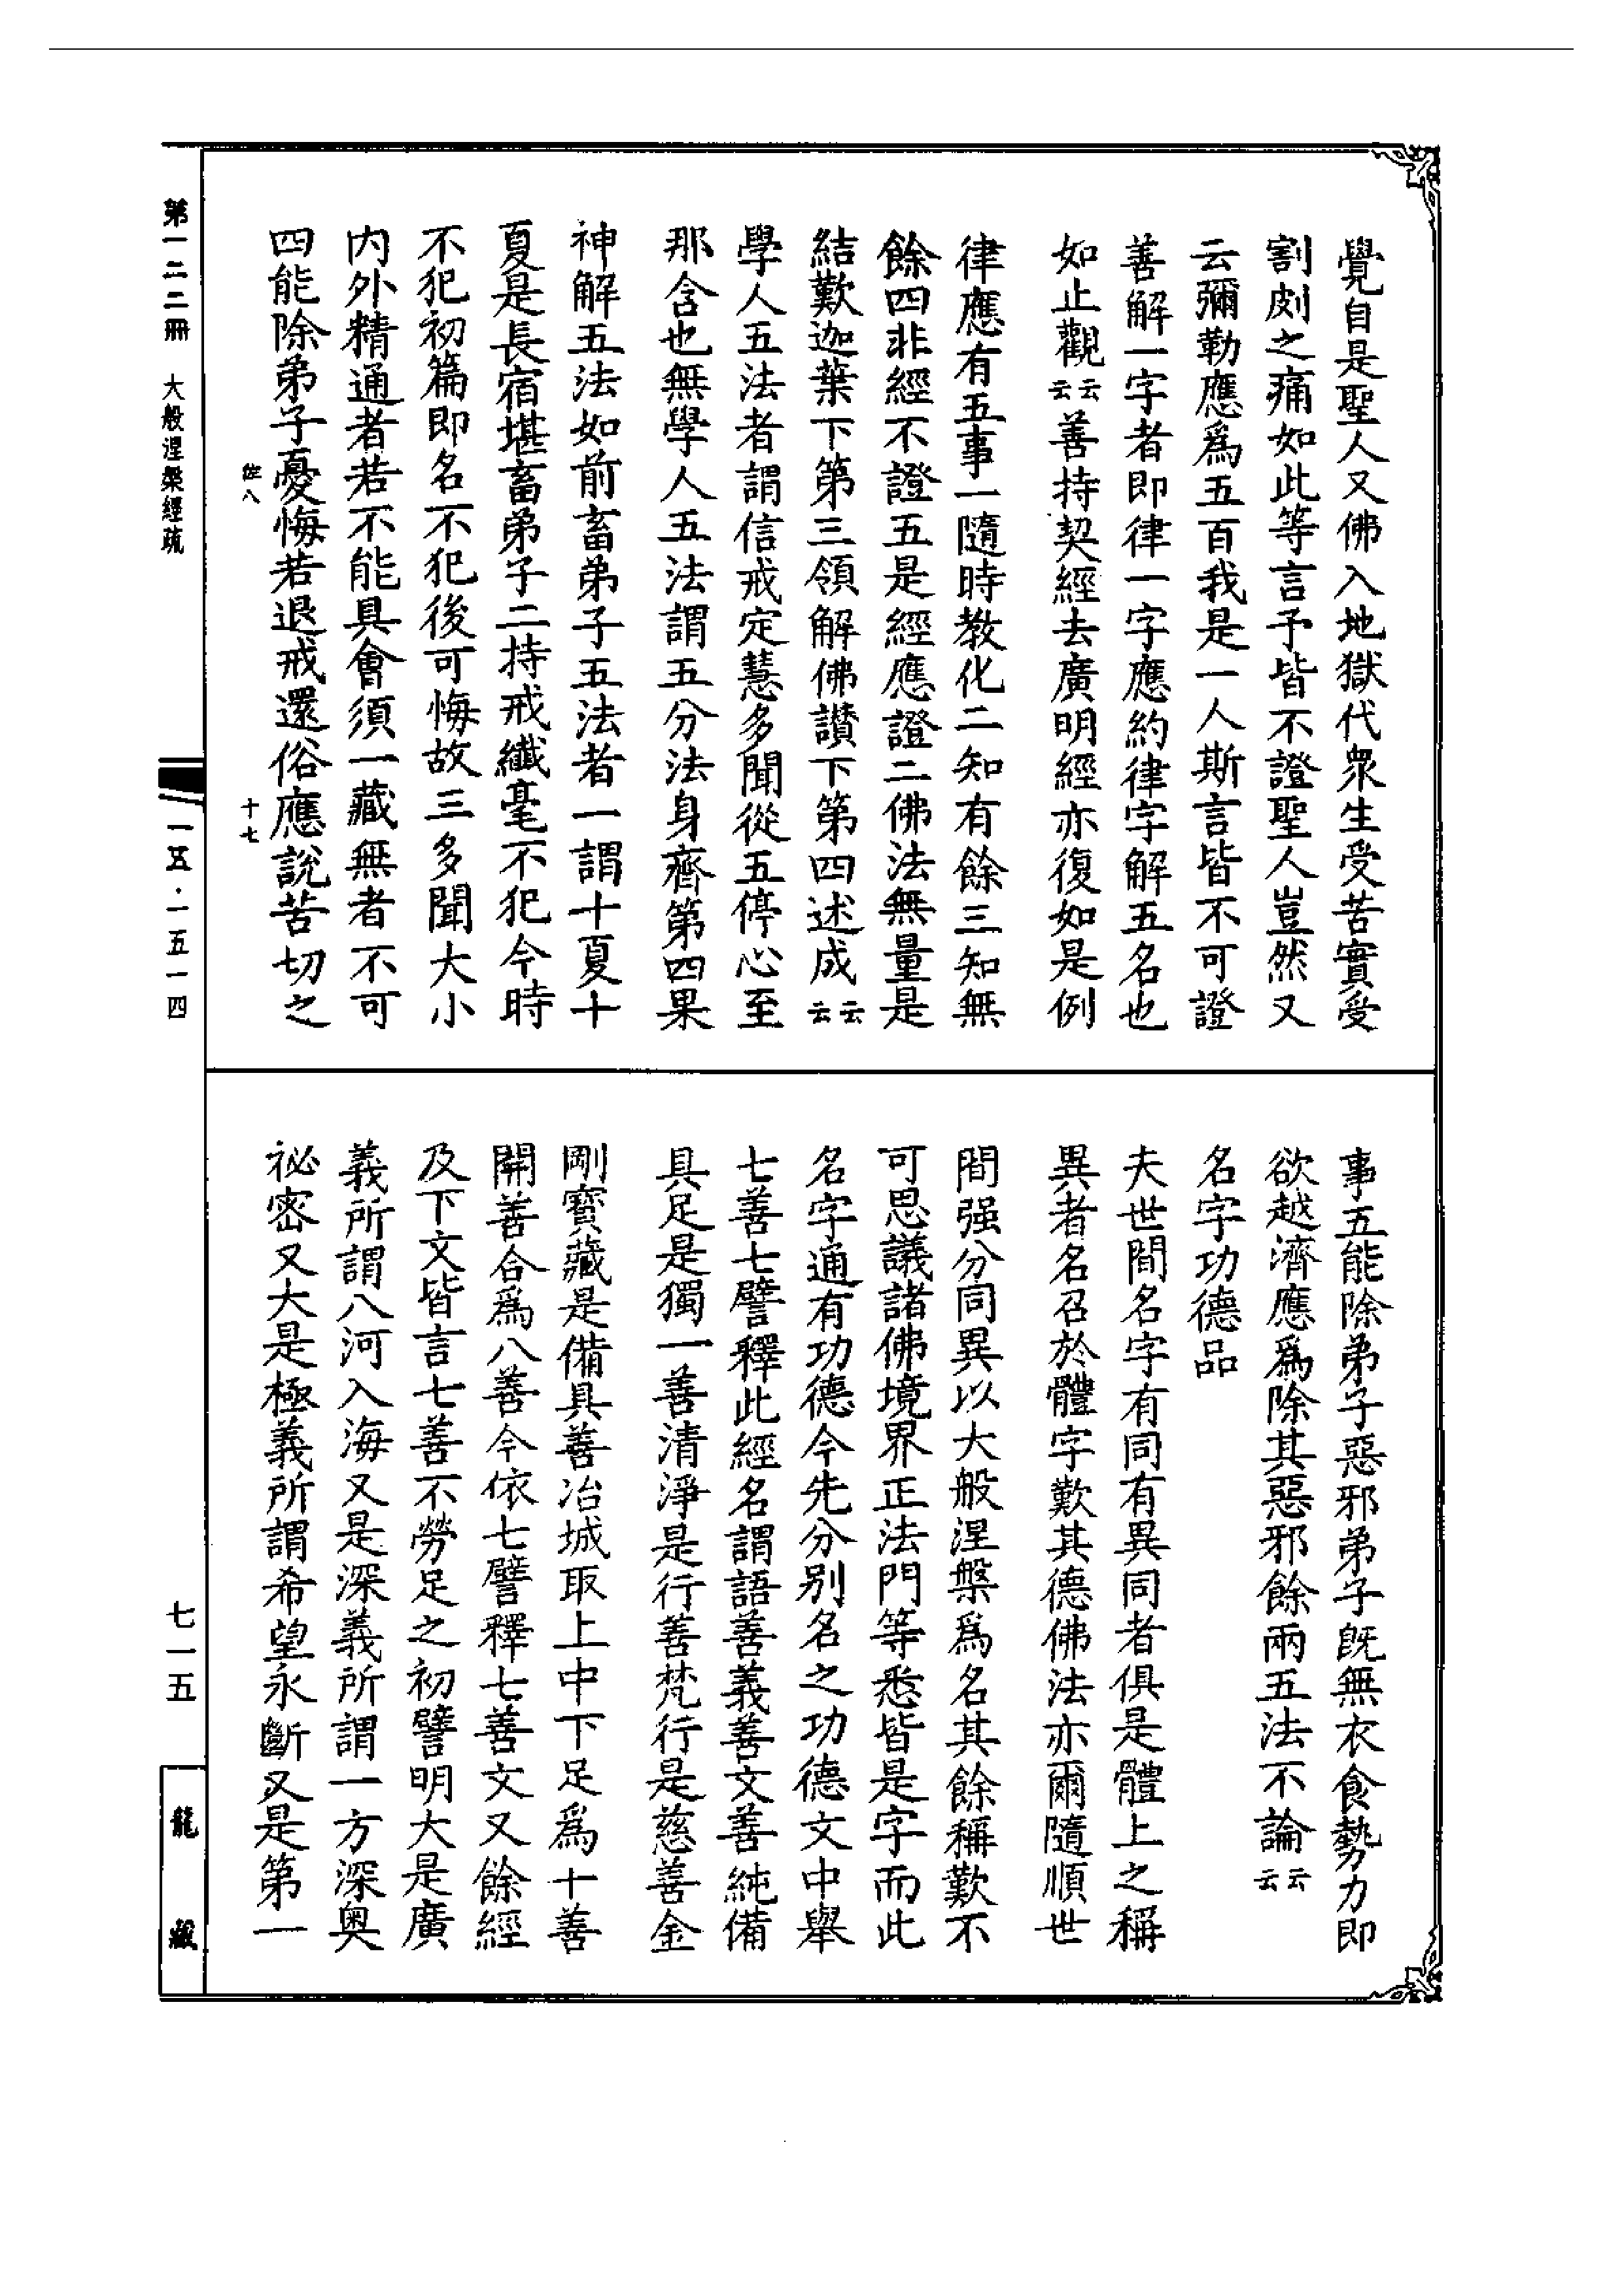 覺自是聖人又佛入地獄代眾生受苦實受
割剫之痛如此等言予皆不證聖人豈然又
云彌勒應為五百我是一人斯言皆不可證
善解一字者即律一字應約律字解五名也
如止觀云云善持契經去廣明經亦復如是例
律應有五事一隨時教化二知有餘三知無
餘四非經不證五是經應證二佛法無量是
結歎迦葉下第三領解佛讚下第四述成云云
學人五法者謂信戒定慧多聞從五停心至
那含也無學人五法謂五分法身齊第四果
神解五法如前畜弟子五法者一謂十夏十
夏是長宿堪畜弟子二持戒纖毫不犯今時
不犯初篇即名不犯後可悔故三多聞大小
內外精通者若不能具會須一藏無者不可
四能除弟子憂悔若退戒還俗應說苦切之
事五能除弟子惡邪弟子既無衣食勢力即
欲越濟應為除其惡邪餘兩五法不論云云
名字功德品
夫世間名字有同有異同者俱是體上之稱
異者名召於體字歎其德佛法亦爾隨順世
間强分同異以大般涅槃為名其餘稱歎不
可思議諸佛境界正法門等悉皆是字而此
名字通有功德今先分別名之功德文中舉
七善七譬釋此經名謂語善義善文善純備
具足是獨一善清淨是行善梵行是慈善金
剛寶藏是備具善冶城取上中下足為十善
開善合為八善今依七譬釋七善文又餘經
及下文皆言七善不勞足之初譬明大是廣
義所謂八河入海又是深義所謂一方深奥
祕密又大是極義所謂希望永斷又是第一
第一二二冊 大般涅槃經疏
佐八 十七
一五五·一五一四
七一五
龍藏